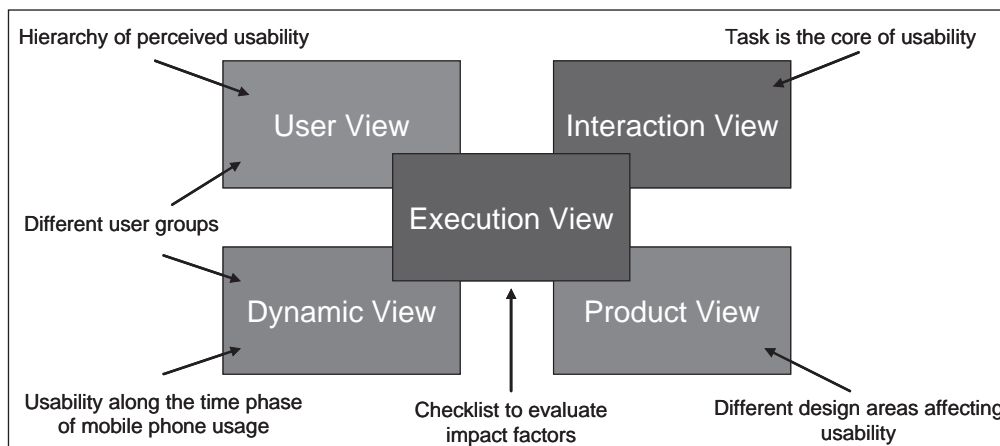 Hierarchy of perceived usability
Task is the core of usability
User View
Interaction View
Execution View
Different user groups
Dynamic View
Product View
Usability along the time phase
of mobile phone usage
Checklist to evaluate
impact factors
Different design areas affecting
usability